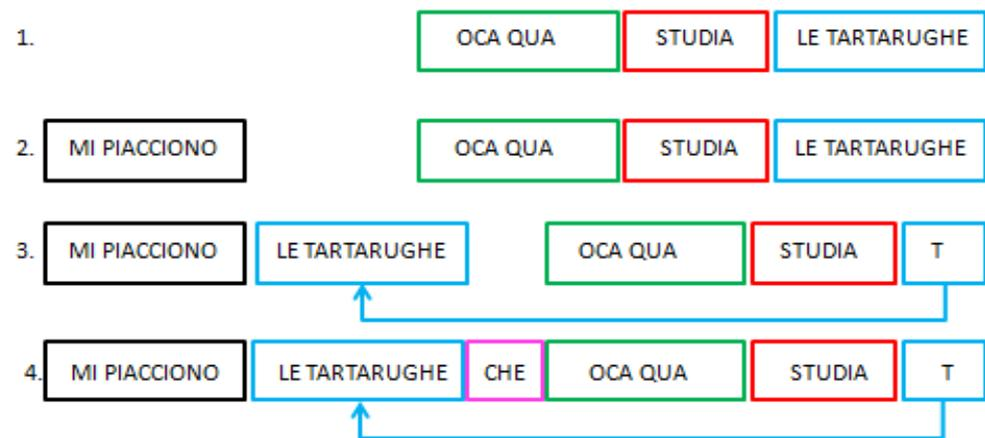 1. OCA QUA STUDIA LE TARTARUGHE
2. MI PIACCIONO OCA QUA STUDIA LE TARTARUGHE
3. MI PIACCIONO LE TARTARUGHE OCA QUA STUDIA T
4. MI PIACCIONO LE TARTARUGHE CHE OCA QUA STUDIA T